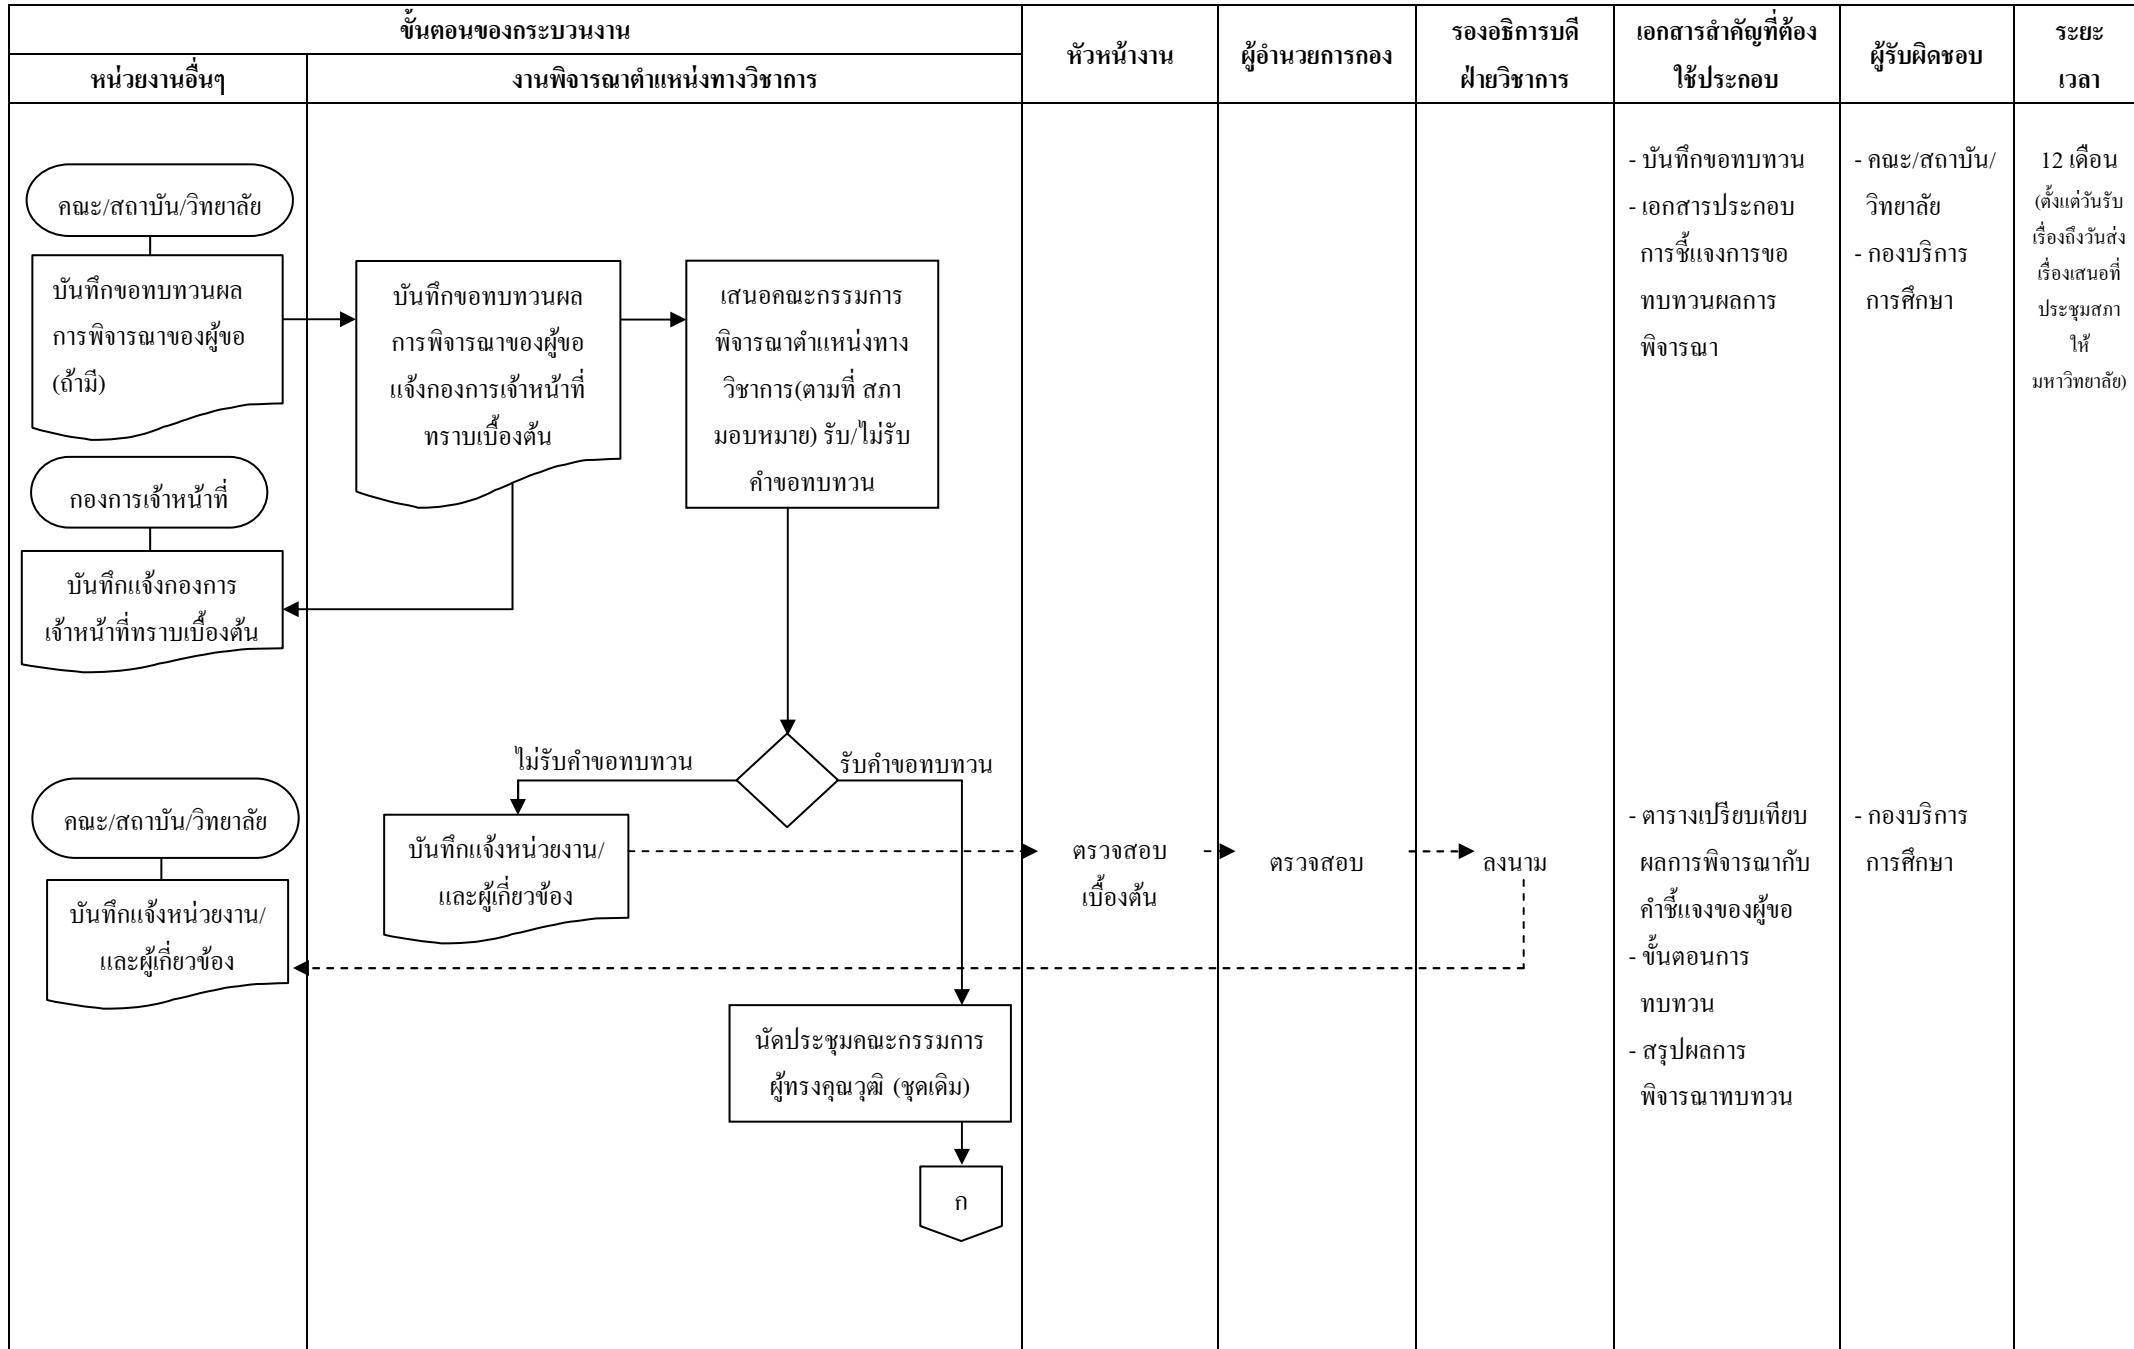 ขั้นตอนของกระบวนงาน
หน่วยงานอื่นๆ
งานพิจารณาตำแหน่งทางวิชาการ
หัวหน้างาน
ผู้อำนวยการกอง
รองอธิการบดี
ฝ่ายวิชาการ
เอกสารสำคัญที่ต้อง
ใช้ประกอบ
ผู้รับผิดชอบ
ระยะ
เวลา
คณะ/สถาบัน/วิทยาลัย
บันทึกขอทบทวนผล
การพิจารณาของผู้ขอ
(ถ้ามี)
บันทึกขอทบทวนผล
การพิจารณาของผู้ขอ
แจ้งกองการเจ้าหน้าที่
ทราบเบื้องต้น
เสนอคณะกรรมการ
พิจารณาตำแหน่งทาง
วิชาการ(ตามที่ สภา
มอบหมาย) รับ/ไม่รับ
คำขอทบทวน
- บันทึกขอทบทวน
- เอกสารประกอบ
การชี้แจงการขอ
ทบทวนผลการ
พิจารณา
- คณะ/สถาบัน/
วิทยาลัย
- กองบริการ
การศึกษา
12 เดือน
(ตั้งแต่วันรับ
เรื่องถึงวันส่ง
เรื่องเสนอที่
ประชุมสภา
ให้
มหาวิทยาลัย)
กองการเจ้าหน้าที่
บันทึกแจ้งกองการ
เจ้าหน้าที่ทราบเบื้องต้น
ไม่รับคำขอทบทวน
รับคำขอทบทวน
คณะ/สถาบัน/วิทยาลัย
บันทึกแจ้งหน่วยงาน/
และผู้เกี่ยวข้อง
บันทึกแจ้งหน่วยงาน/
และผู้เกี่ยวข้อง
ตรวจสอบ
เบื้องต้น
ตรวจสอบ
ลงนาม
- ตารางเปรียบเทียบ
ผลการพิจารณากับ
คำชี้แจงของผู้ขอ
- ขั้นตอนการ
ทบทวน
- สรุปผลการ
พิจารณาทบทวน
- กองบริการ
การศึกษา
นัดประชุมคณะกรรมการ
ผู้ทรงคุณวุฒิ (ชุดเดิม)
ก